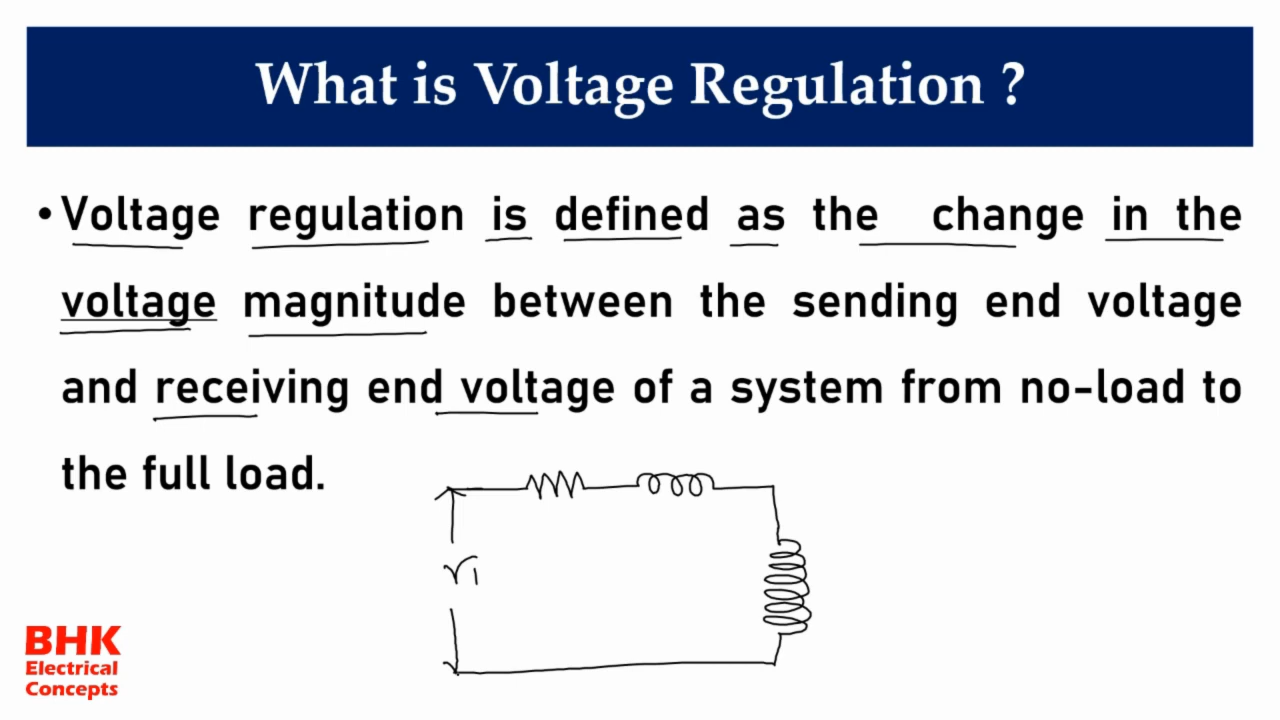 What is Voltage Regulation ?
• Voltage regulation is defined as the change in the
voltage magnitude between the sending end voltage
and receiving end voltage of a system from no-load to
the full load.
V1
BHK
Electrical
Concepts